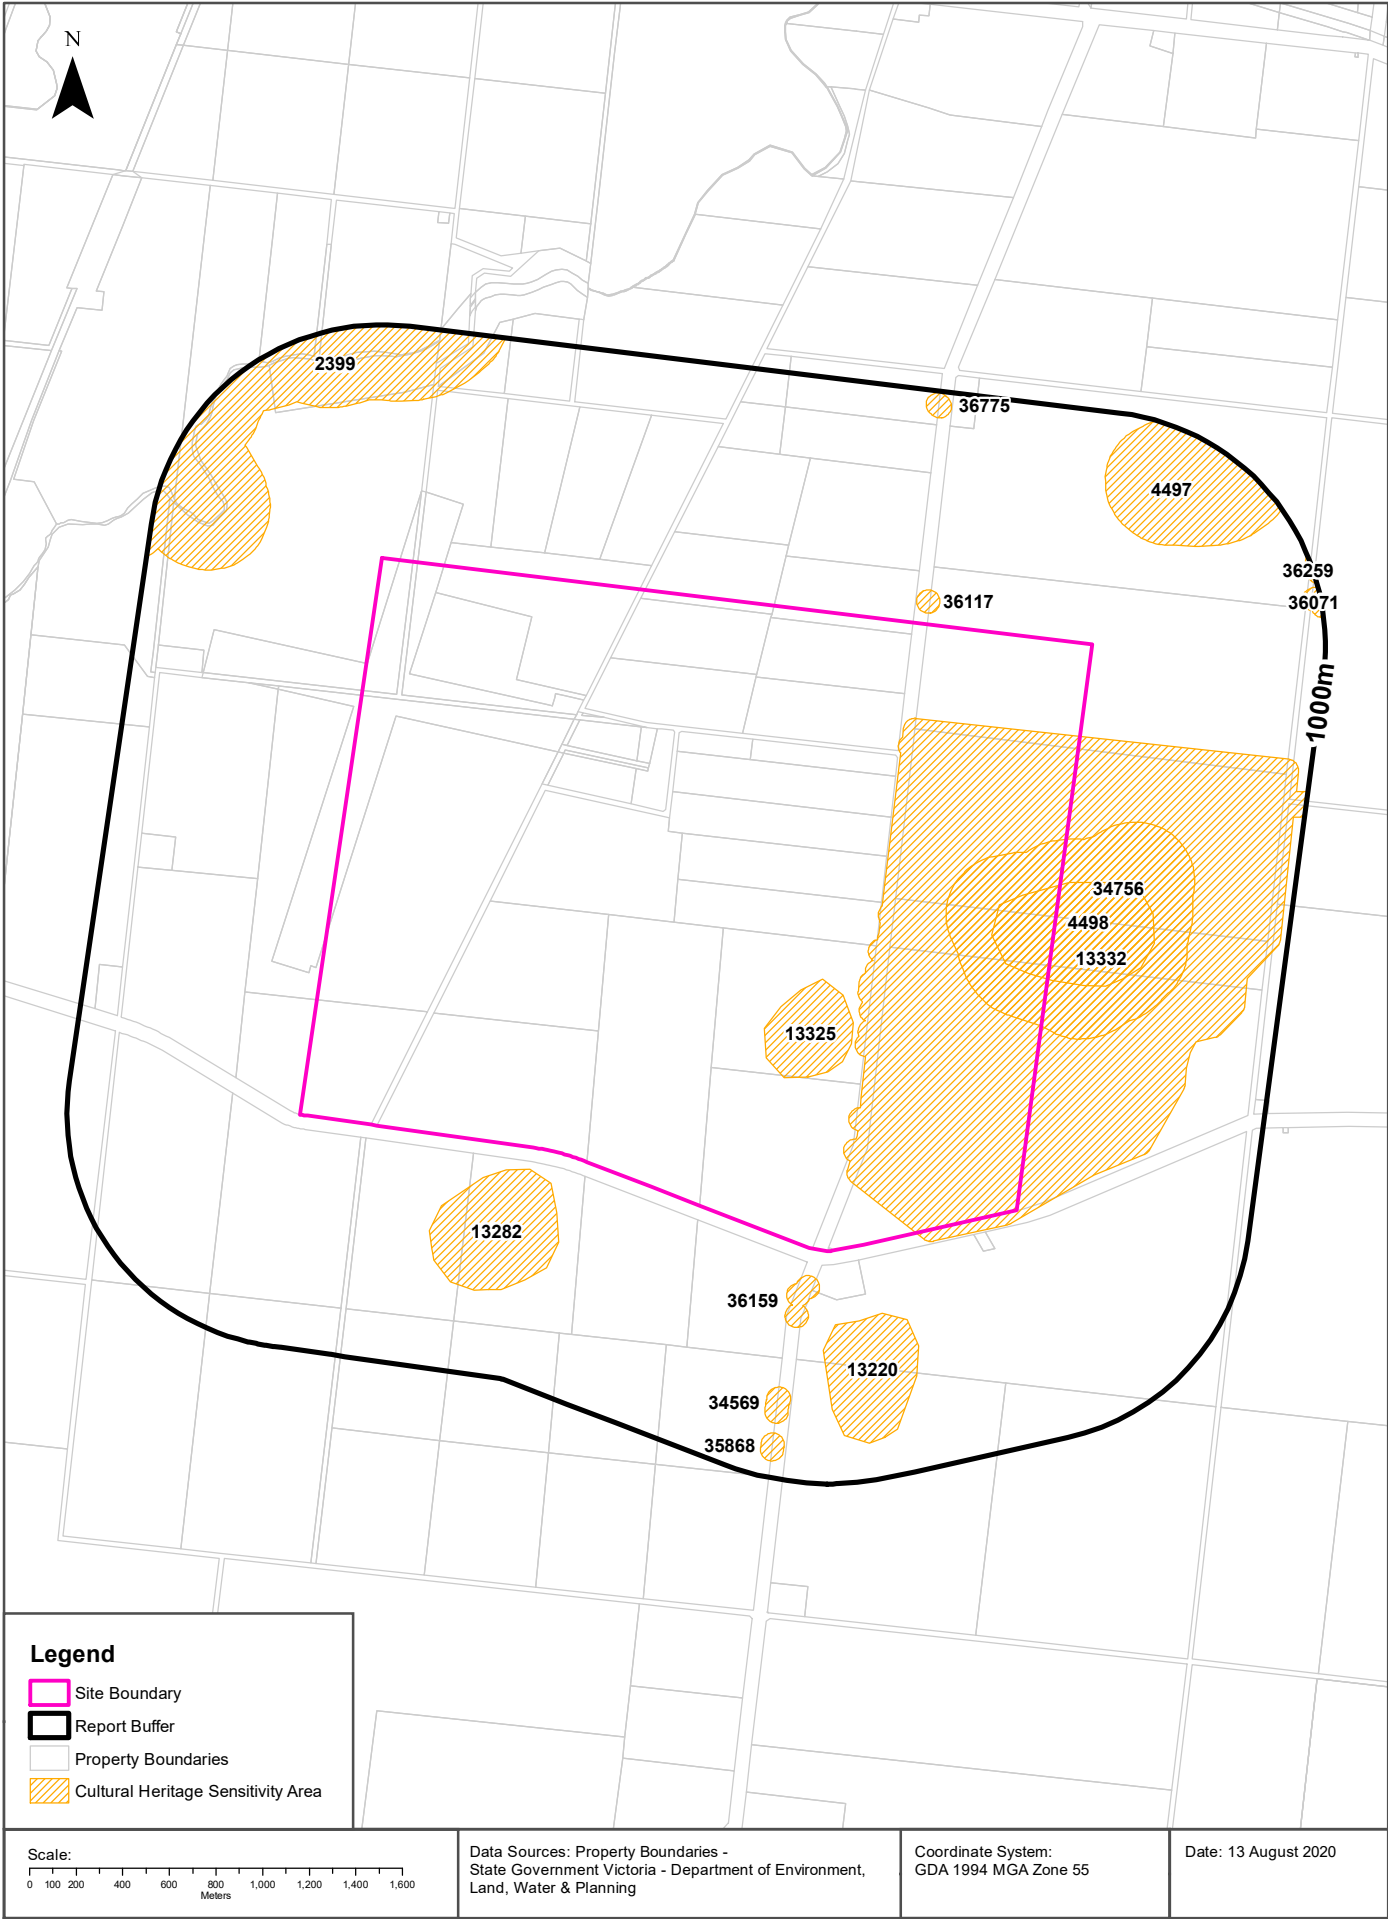 N
2399
36775
4497
36259
36071
36117
1000m
34756
4498
13332
13325
13282
36159
13220
34569
35868
Legend
Site Boundary
Report Buffer
Property Boundaries
Cultural Heritage Sensitivity Area
Scale:
0 100 200 400 600 800 1,000 1,200 1,400 1,600
Meters
Data Sources: Property Boundaries -
State Government Victoria - Department of Environment,
Land, Water & Planning
Coordinate System:
GDA 1994 MGA Zone 55
Date: 13 August 2020